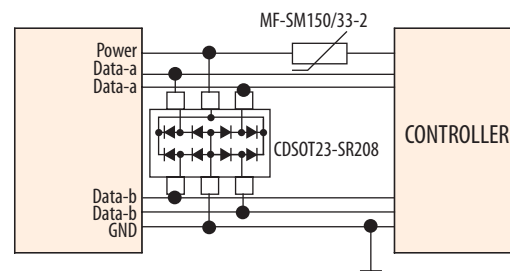 MF-SM150/33-2
Power
Data-a
Data-a
CDSOT23-SR208
CONTROLLER
Data-b
Data-b
GND